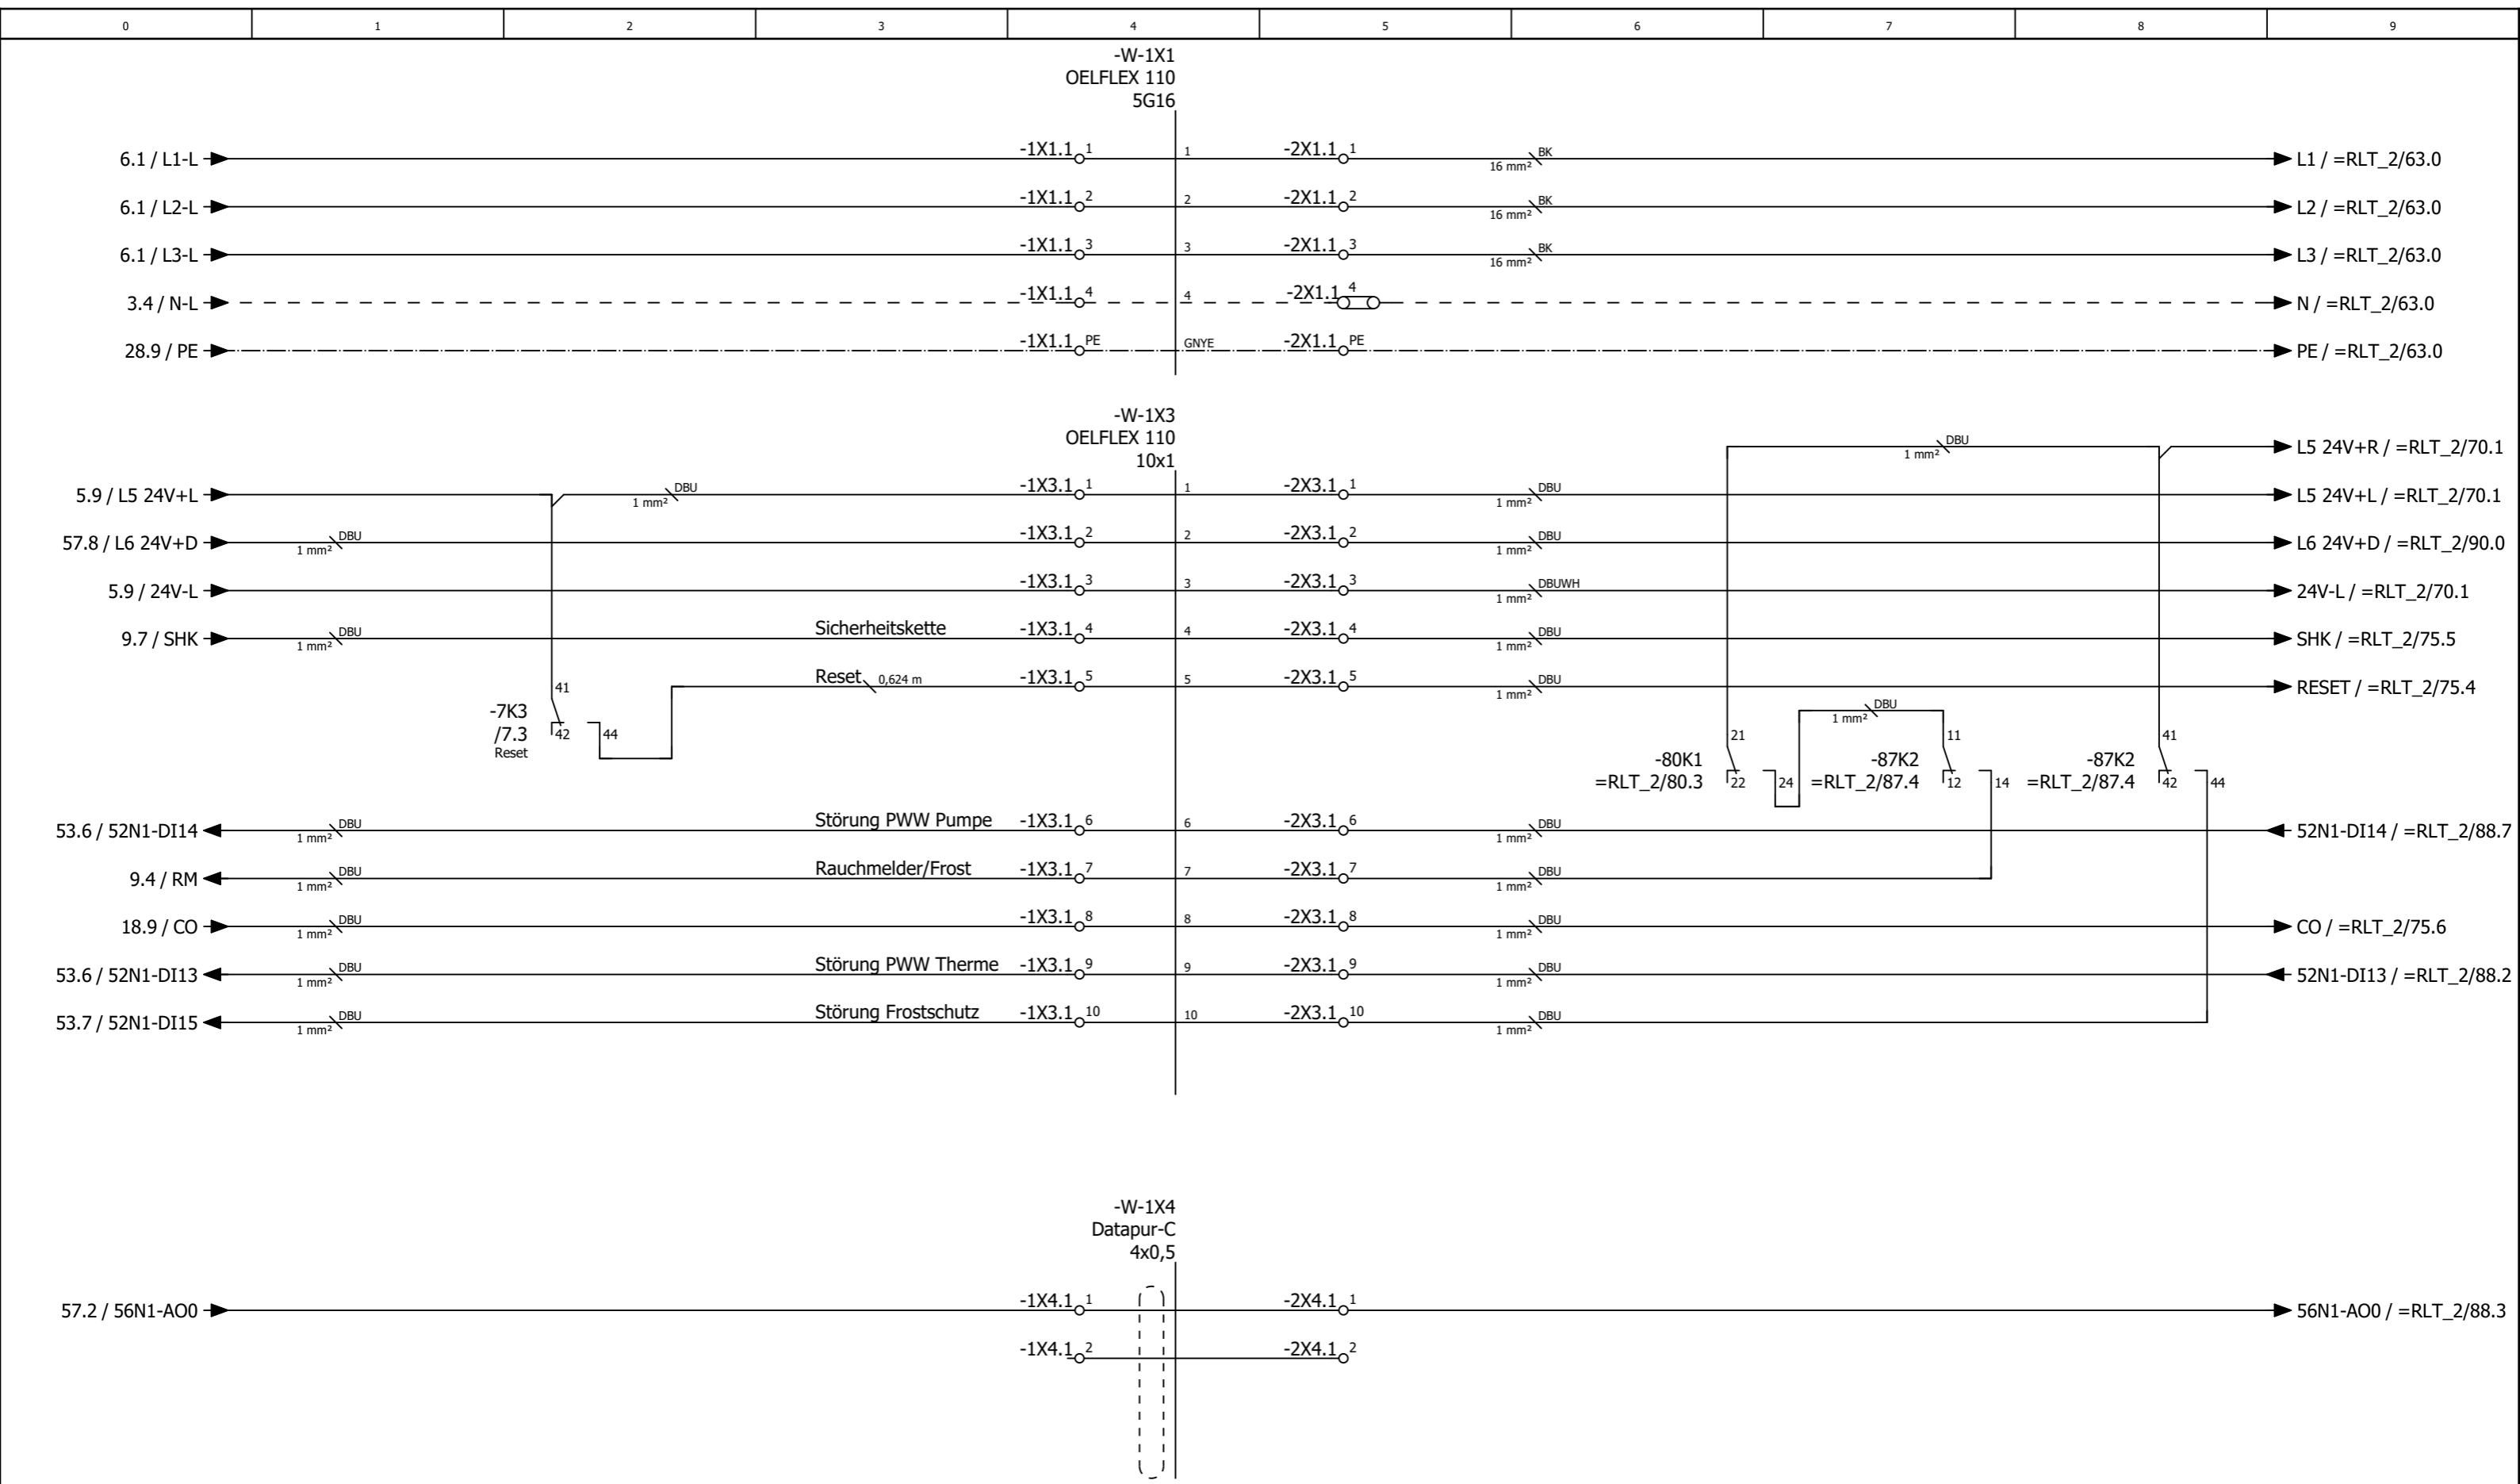 0 1 2 3 4 5 6 7 8 9
-W-1X1
OELFLEX 110
5G16
6.1 / L1-L -1X1.1 1 1 -2X1.1 1 16 mm² BK L1 / =RLT_2/63.0
6.1 / L2-L -1X1.1 2 2 -2X1.1 2 16 mm² BK L2 / =RLT_2/63.0
6.1 / L3-L -1X1.1 3 3 -2X1.1 3 16 mm² BK L3 / =RLT_2/63.0
3.4 / N-L -1X1.1 4 4 -2X1.1 4 N / =RLT_2/63.0
28.9 / PE -1X1.1 PE GNYE -2X1.1 PE PE / =RLT_2/63.0
-W-1X3
OELFLEX 110
10x1
1 mm² DBU L5 24V+R / =RLT_2/70.1
5.9 / L5 24V+L 1 mm² DBU -1X3.1 1 1 -2X3.1 1 1 mm² DBU L5 24V+L / =RLT_2/70.1
57.8 / L6 24V+D 1 mm² DBU -1X3.1 2 2 -2X3.1 2 1 mm² DBU L6 24V+D / =RLT_2/90.0
5.9 / 24V-L -1X3.1 3 3 -2X3.1 3 1 mm² DBUWH 24V-L / =RLT_2/70.1
9.7 / SHK 1 mm² DBU Sicherheitskette -1X3.1 4 4 -2X3.1 4 1 mm² DBU SHK / =RLT_2/75.5
Reset 0,624 m -1X3.1 5 5 -2X3.1 5 1 mm² DBU RESET / =RLT_2/75.4
41
-7K3
/7.3 42 44
Reset
1 mm² DBU
21 11 41
-80K1 -87K2 -87K2
=RLT_2/80.3 22 24 =RLT_2/87.4 12 14 =RLT_2/87.4 42 44
53.6 / 52N1-DI14 1 mm² DBU Störung PWW Pumpe -1X3.1 6 6 -2X3.1 6 1 mm² DBU 52N1-DI14 / =RLT_2/88.7
9.4 / RM 1 mm² DBU Rauchmelder/Frost -1X3.1 7 7 -2X3.1 7 1 mm² DBU
18.9 / CO 1 mm² DBU -1X3.1 8 8 -2X3.1 8 1 mm² DBU CO / =RLT_2/75.6
53.6 / 52N1-DI13 1 mm² DBU Störung PWW Therme -1X3.1 9 9 -2X3.1 9 1 mm² DBU 52N1-DI13 / =RLT_2/88.2
53.7 / 52N1-DI15 1 mm² DBU Störung Frostschutz -1X3.1 10 10 -2X3.1 10 1 mm² DBU
-W-1X4
Datapur-C
4x0,5
57.2 / 56N1-AO0 -1X4.1 1 -2X4.1 1 56N1-AO0 / =RLT_2/88.3
-1X4.1 2 -2X4.1 2